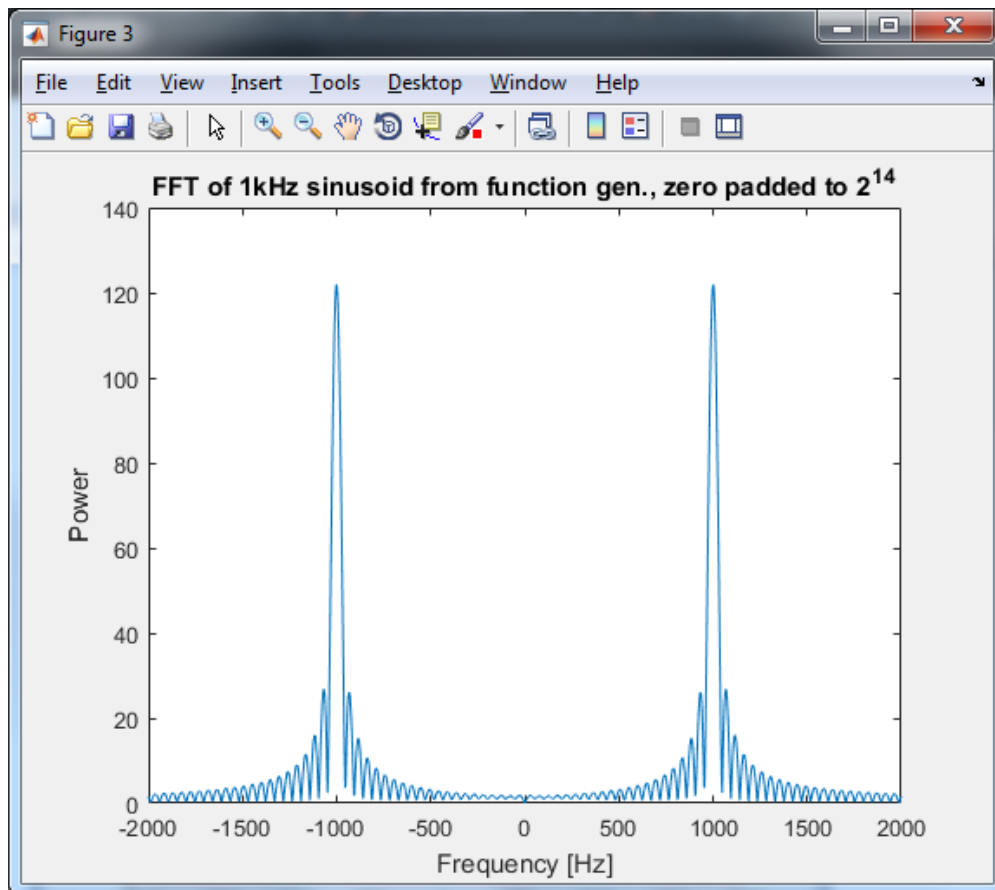 Figure 3
File Edit View Insert Tools Desktop Window Help
FFT of 1kHz sinusoid from function gen., zero padded to 2^14
140
120
100
80
60
40
20
0
Power
-2000 -1500 -1000 -500 0 500 1000 1500 2000
Frequency [Hz]